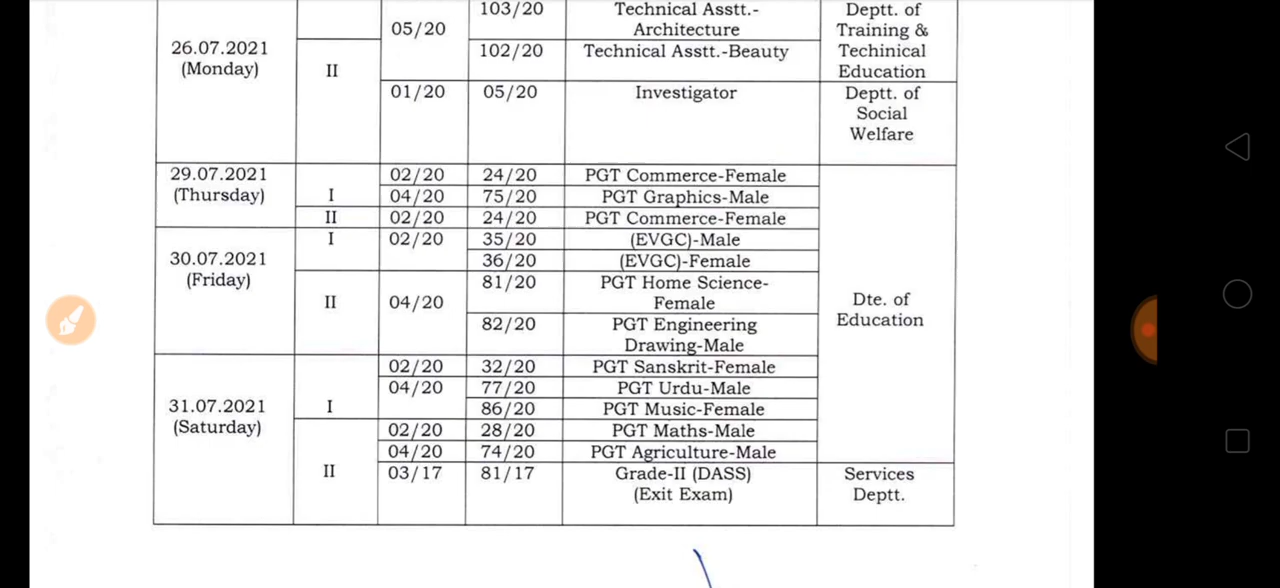 103/20 Technical Asstt.- Deptt. of
05/20 Architecture Training &
26.07.2021 102/20 Technical Asstt.-Beauty Techinical
(Monday) II Education
01/20 05/20 Investigator Deptt. of
Social
Welfare
29.07.2021 02/20 24/20 PGT Commerce-Female
(Thursday) I 04/20 75/20 PGT Graphics-Male
II 02/20 24/20 PGT Commerce-Female
I 02/20 35/20 (EVGC)-Male
30.07.2021 36/20 (EVGC)-Female
(Friday) 81/20 PGT Home Science-
II 04/20 Female Dte. of
82/20 PGT Engineering Education
Drawing-Male
02/20 32/20 PGT Sanskrit-Female
04/20 77/20 PGT Urdu-Male
31.07.2021 I 86/20 PGT Music-Female
(Saturday) 02/20 28/20 PGT Maths-Male
04/20 74/20 PGT Agriculture-Male
II 03/17 81/17 Grade-II (DASS) Services
(Exit Exam) Deptt.